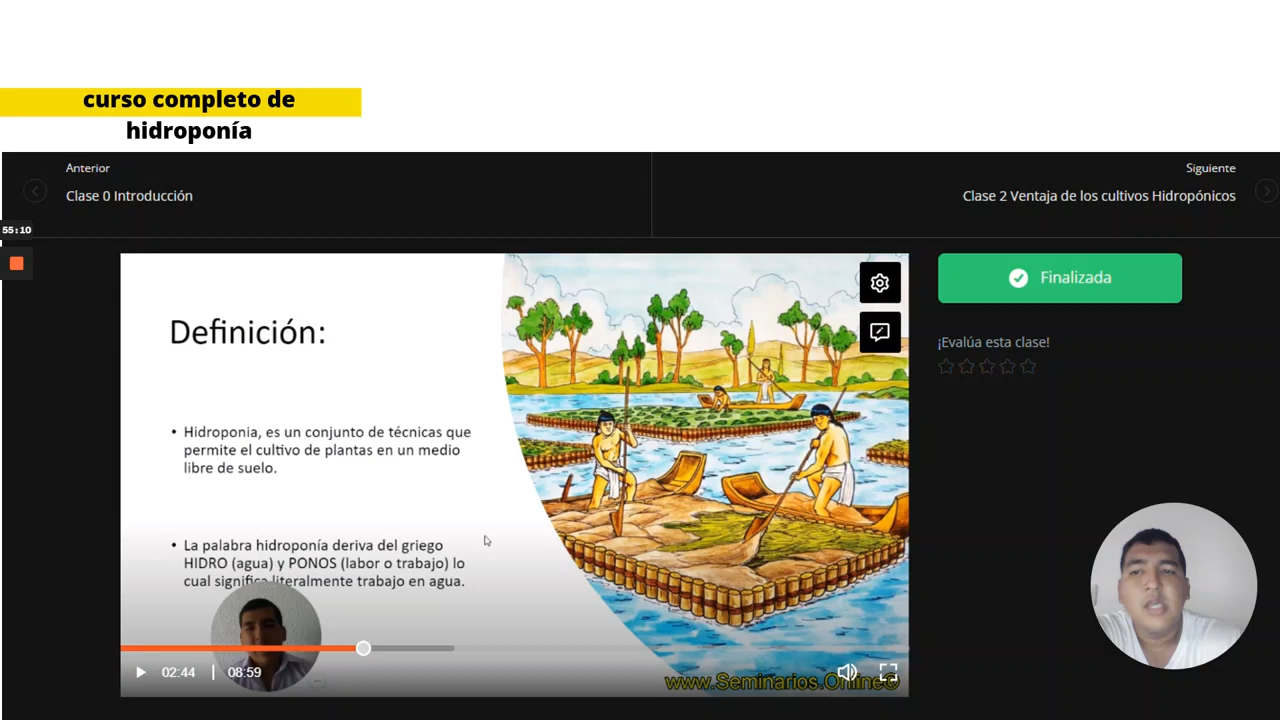 curso completo de
hidroponía
Anterior
Siguiente
Clase 0 Introducción
Clase 2 Ventaja de los cultivos Hidropónicos
55:10
Definición:
• Hidroponia, es un conjunto de técnicas que
permite el cultivo de plantas en un medio
libre de suelo.
• La palabra hidroponía deriva del griego
HIDRO (agua) y PONOS (labor o trabajo) lo
cual significa literalmente trabajo en agua.
02:44
08:59
www.Seminarios.Online©
Finalizada
¡Evalúa esta clase!